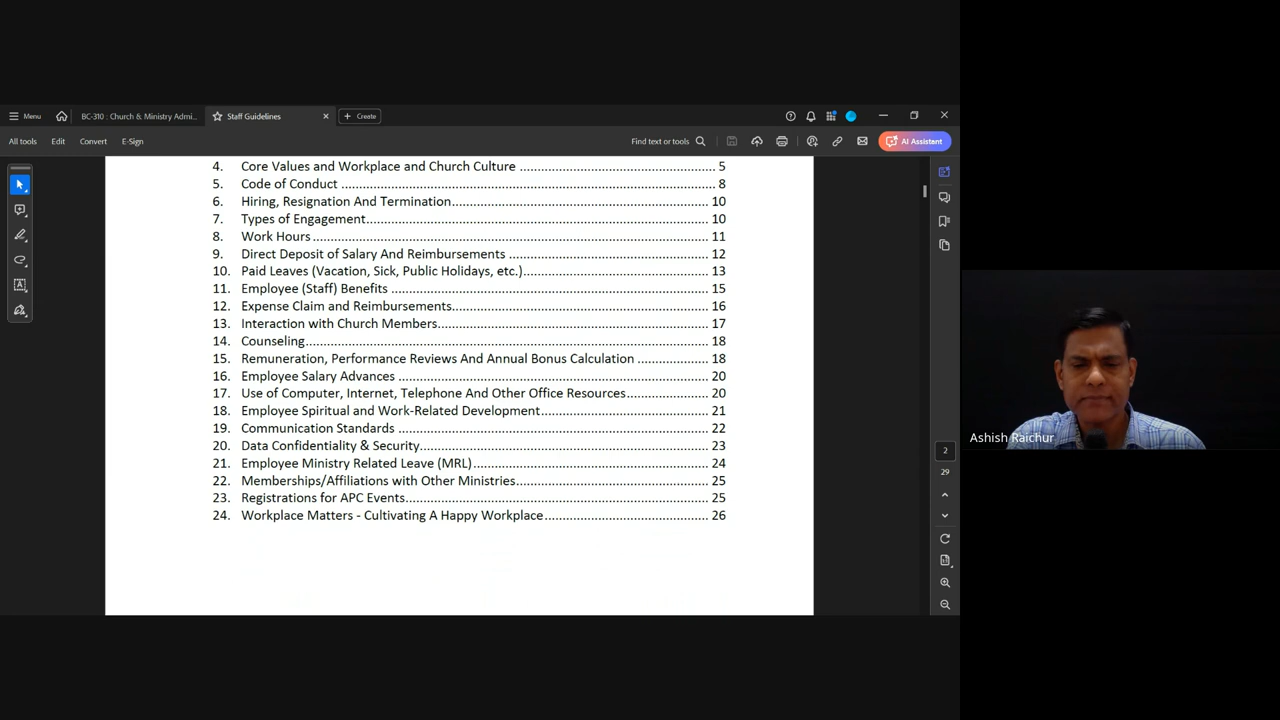 Menu
BC-310 : Church & Ministry Admi...
Staff Guidelines
Create
All tools
Edit
Convert
E-Sign
Find text or tools
AI Assistant
4. Core Values and Workplace and Church Culture ........ 5
5. Code of Conduct ........ 8
6. Hiring, Resignation And Termination........ 10
7. Types of Engagement........ 10
8. Work Hours ........ 11
9. Direct Deposit of Salary And Reimbursements ........ 12
10. Paid Leaves (Vacation, Sick, Public Holidays, etc.)........ 13
11. Employee (Staff) Benefits ........ 15
12. Expense Claim and Reimbursements........ 16
13. Interaction with Church Members........ 17
14. Counseling........ 18
15. Remuneration, Performance Reviews And Annual Bonus Calculation ........ 18
16. Employee Salary Advances ........ 20
17. Use of Computer, Internet, Telephone And Other Office Resources........ 20
18. Employee Spiritual and Work-Related Development........ 21
19. Communication Standards ........ 22
20. Data Confidentiality & Security........ 23
21. Employee Ministry Related Leave (MRL)........ 24
22. Memberships/Affiliations with Other Ministries........ 25
23. Registrations for APC Events........ 25
24. Workplace Matters - Cultivating A Happy Workplace........ 26
2
29
Ashish Raichur